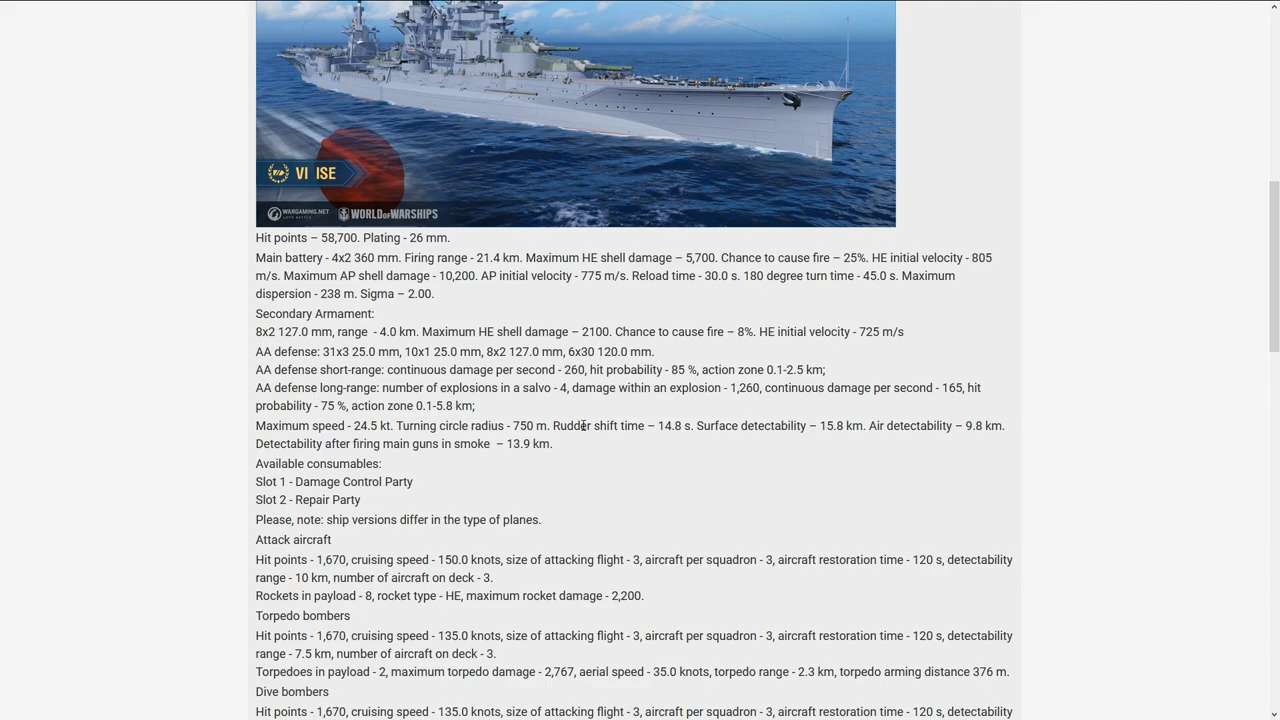 VI ISE
WARGAMING.NET
LET'S BATTLE
WORLD OF WARSHIPS
Hit points – 58,700. Plating - 26 mm.
Main battery - 4x2 360 mm. Firing range - 21.4 km. Maximum HE shell damage – 5,700. Chance to cause fire – 25%. HE initial velocity - 805
m/s. Maximum AP shell damage - 10,200. AP initial velocity - 775 m/s. Reload time - 30.0 s. 180 degree turn time - 45.0 s. Maximum
dispersion - 238 m. Sigma – 2.00.
Secondary Armament:
8x2 127.0 mm, range  - 4.0 km. Maximum HE shell damage – 2100. Chance to cause fire – 8%. HE initial velocity - 725 m/s
AA defense: 31x3 25.0 mm, 10x1 25.0 mm, 8x2 127.0 mm, 6x30 120.0 mm.
AA defense short-range: continuous damage per second - 260, hit probability - 85 %, action zone 0.1-2.5 km;
AA defense long-range: number of explosions in a salvo - 4, damage within an explosion - 1,260, continuous damage per second - 165, hit
probability - 75 %, action zone 0.1-5.8 km;
Maximum speed - 24.5 kt. Turning circle radius - 750 m. Rudder shift time – 14.8 s. Surface detectability – 15.8 km. Air detectability – 9.8 km.
Detectability after firing main guns in smoke  – 13.9 km.
Available consumables:
Slot 1 - Damage Control Party
Slot 2 - Repair Party
Please, note: ship versions differ in the type of planes.
Attack aircraft
Hit points - 1,670, cruising speed - 150.0 knots, size of attacking flight - 3, aircraft per squadron - 3, aircraft restoration time - 120 s, detectability
range - 10 km, number of aircraft on deck - 3.
Rockets in payload - 8, rocket type - HE, maximum rocket damage - 2,200.
Torpedo bombers
Hit points - 1,670, cruising speed - 135.0 knots, size of attacking flight - 3, aircraft per squadron - 3, aircraft restoration time - 120 s, detectability
range - 7.5 km, number of aircraft on deck - 3.
Torpedoes in payload - 2, maximum torpedo damage - 2,767, aerial speed - 35.0 knots, torpedo range - 2.3 km, torpedo arming distance 376 m.
Dive bombers
Hit points - 1,670, cruising speed - 135.0 knots, size of attacking flight - 3, aircraft per squadron - 3, aircraft restoration time - 120 s, detectability